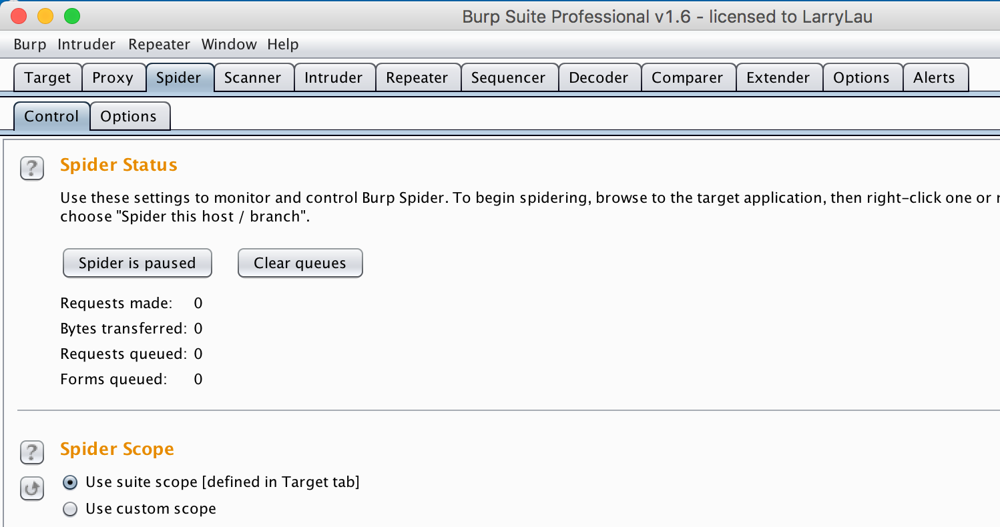 Burp Suite Professional v1.6 - licensed to LarryLau
Burp Intruder Repeater Window Help
Target Proxy Spider Scanner Intruder Repeater Sequencer Decoder Comparer Extender Options Alerts
Control Options
? Spider Status
Use these settings to monitor and control Burp Spider. To begin spidering, browse to the target application, then right-click one or
choose "Spider this host / branch".
Spider is paused Clear queues
Requests made: 0
Bytes transferred: 0
Requests queued: 0
Forms queued: 0
? Spider Scope
Use suite scope [defined in Target tab]
Use custom scope